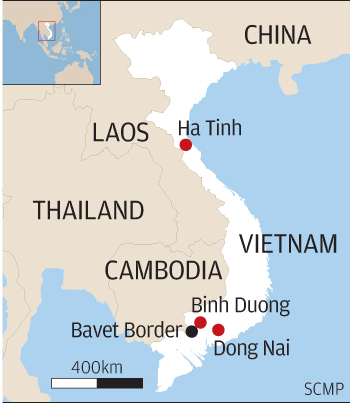 CHINA
LAOS
Ha Tinh
THAILAND
VIETNAM
CAMBODIA
Binh Duong
Bavet Border
Dong Nai
400km
SCMP